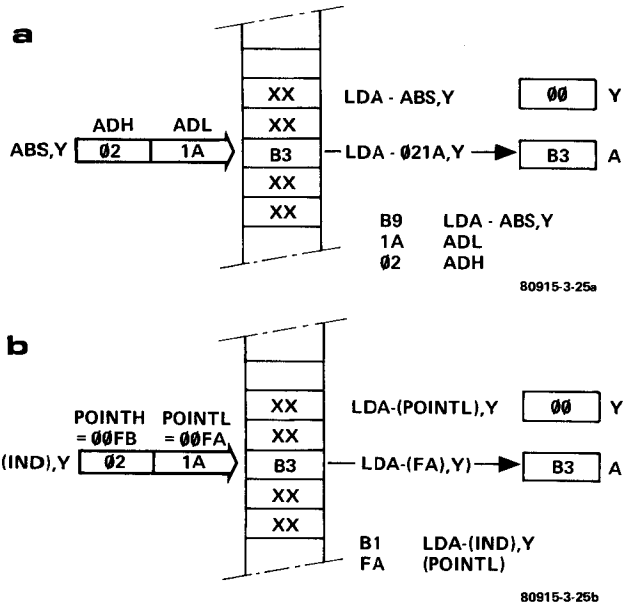 a
XX LDA - ABS,Y ØØ Y
ADH ADL XX
ABS,Y Ø2 1A B3 LDA - Ø21A,Y B3 A
XX
XX
B9 LDA - ABS,Y
1A ADL
Ø2 ADH
80915-3-25a
b
XX LDA-(POINTL),Y ØØ Y
POINTH POINTL
= ØØFB = ØØFA XX
(IND),Y Ø2 1A B3 LDA-(FA),Y) B3 A
XX
XX
B1 LDA-(IND),Y
FA (POINTL)
80915-3-25b